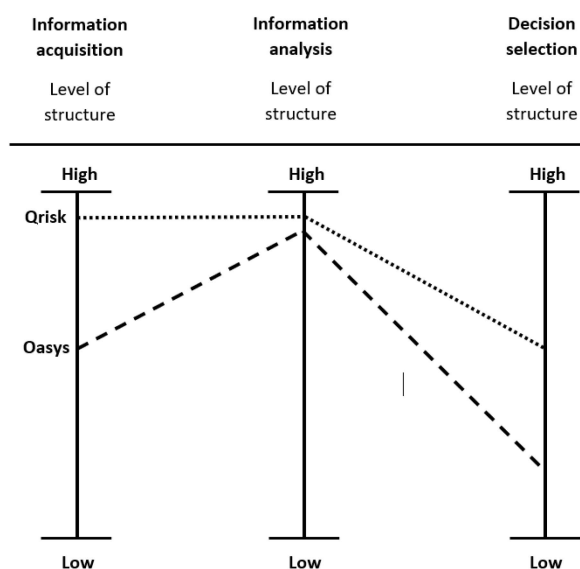 Information
acquisition
Information
analysis
Decision
selection
Level of
structure
Level of
structure
Level of
structure
High
High
High
Qrisk
Oasys
Low
Low
Low